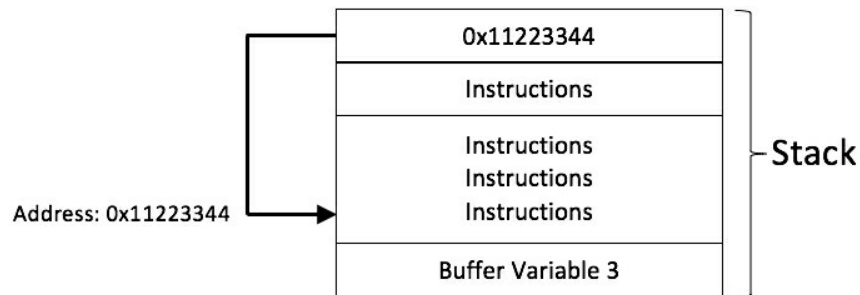 0x11223344
Instructions
Instructions
Instructions
Instructions
Stack
Address: 0x11223344
Buffer Variable 3